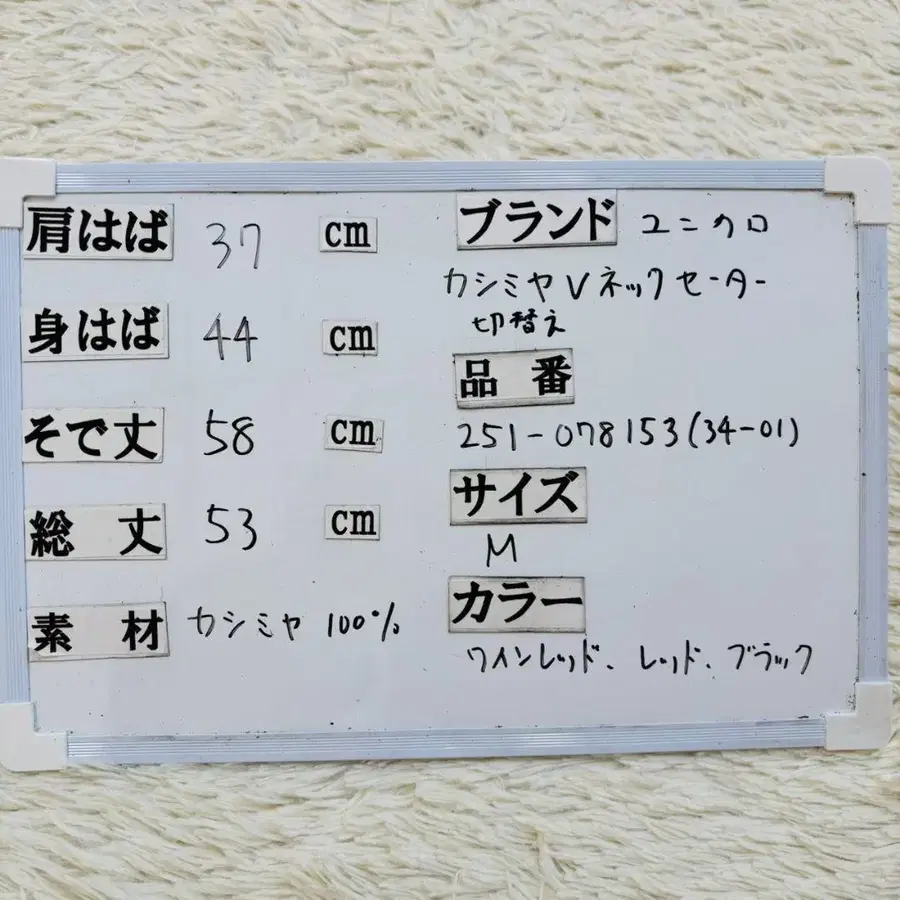 肩はば 37 cm
身はば 44 cm
そで丈 58 cm
総丈 53 cm
素材 カシミヤ 100%
ブランド ユニクロ
カシミヤVネックセーター
切替え
品番
251-078153(34-01)
サイズ
M
カラー
ワインレッド、レッド、ブラック